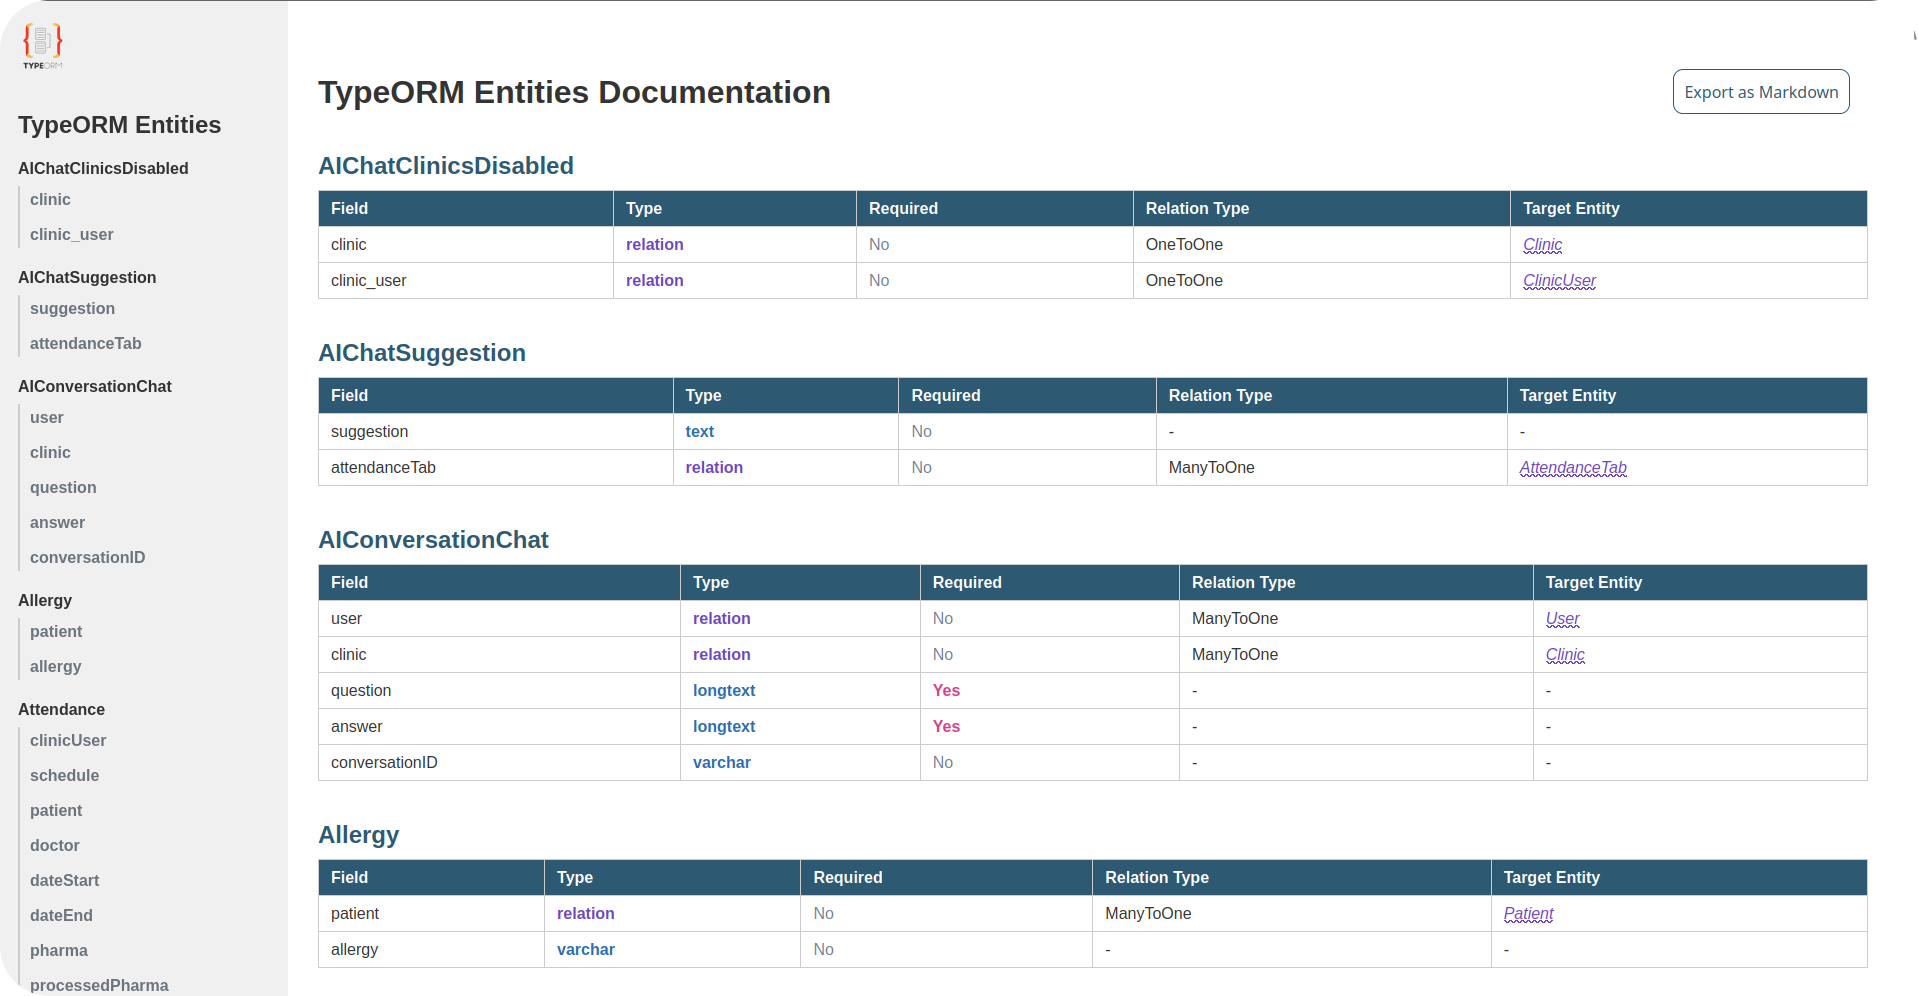 TYPEORM
TypeORM Entities
AIChatClinicsDisabled
clinic
clinic_user
AIChatSuggestion
suggestion
attendanceTab
AIConversationChat
user
clinic
question
answer
conversationID
Allergy
patient
allergy
Attendance
clinicUser
schedule
patient
doctor
dateStart
dateEnd
pharma
processedPharma
TypeORM Entities Documentation
Export as Markdown
AIChatClinicsDisabled
Field Type Required Relation Type Target Entity
clinic relation No OneToOne Clinic
clinic_user relation No OneToOne ClinicUser
AIChatSuggestion
Field Type Required Relation Type Target Entity
suggestion text No - -
attendanceTab relation No ManyToOne AttendanceTab
AIConversationChat
Field Type Required Relation Type Target Entity
user relation No ManyToOne User
clinic relation No ManyToOne Clinic
question longtext Yes - -
answer longtext Yes - -
conversationID varchar No - -
Allergy
Field Type Required Relation Type Target Entity
patient relation No ManyToOne Patient
allergy varchar No - -